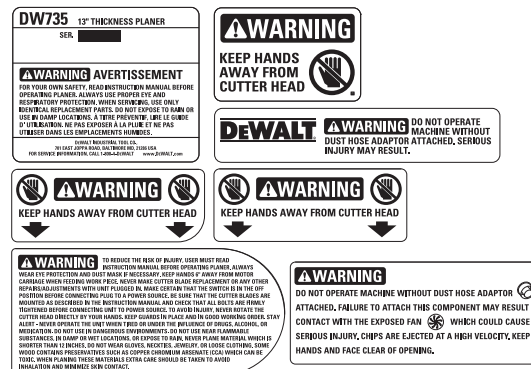 DW735 13" THICKNESS PLANER
SER.
WARNING AVERTISSEMENT
FOR YOUR OWN SAFETY, READ INSTRUCTION MANUAL BEFORE
OPERATING PLANER. ALWAYS USE PROPER EYE AND
RESPIRATORY PROTECTION. WHEN SERVICING, USE ONLY
IDENTICAL REPLACEMENT PARTS. DO NOT EXPOSE TO RAIN OR
USE IN DAMP LOCATIONS. À TITRE PRÉVENTIF, LIRE LE GUIDE
D'UTILISATION. NE PAS EXPOSER À LA PLUIE ET NE PAS
UTILISER DANS LES EMPLACEMENTS HUMIDES.
DEWALT INDUSTRIAL TOOL CO.
701 EAST JOPPA ROAD, BALTIMORE MD, 21286 USA
FOR SERVICE INFORMATION, CALL 1-800-4-DEWALT www.DEWALT.com
WARNING
KEEP HANDS
AWAY FROM
CUTTER HEAD
DEWALT
WARNING DO NOT OPERATE
MACHINE WITHOUT
DUST HOSE ADAPTOR ATTACHED. SERIOUS
INJURY MAY RESULT.
WARNING
KEEP HANDS AWAY FROM CUTTER HEAD
WARNING
KEEP HANDS AWAY FROM CUTTER HEAD
WARNING TO REDUCE THE RISK OF INJURY, USER MUST READ
INSTRUCTION MANUAL BEFORE OPERATING PLANER. ALWAYS
WEAR EYE PROTECTION AND DUST MASK IF NECESSARY. KEEP HANDS 6" AWAY FROM MOTOR
CARRIAGE WHEN FEEDING WORK PIECE. NEVER MAKE CUTTER BLADE REPLACEMENT OR ANY OTHER
REPAIRS/ADJUSTMENTS WITH UNIT PLUGGED IN. MAKE CERTAIN THAT THE SWITCH IS IN THE OFF
POSITION BEFORE CONNECTING PLUG TO A POWER SOURCE. BE SURE THAT THE CUTTER BLADES ARE
MOUNTED AS DESCRIBED IN THE INSTRUCTION MANUAL AND CHECK THAT ALL BOLTS ARE FIRMLY
TIGHTENED BEFORE CONNECTING UNIT TO POWER SOURCE. TO AVOID INJURY, NEVER ROTATE THE
CUTTER HEAD DIRECTLY BY YOUR HANDS. KEEP GUARDS IN PLACE AND IN GOOD WORKING ORDER. STAY
ALERT - NEVER OPERATE THE UNIT WHEN TIRED OR UNDER THE INFLUENCE OF DRUGS, ALCOHOL, OR
MEDICATION. DO NOT USE IN DANGEROUS ENVIRONMENTS. DO NOT USE NEAR FLAMMABLE
SUBSTANCES, IN DAMP OR WET LOCATIONS, OR EXPOSE TO RAIN. NEVER PLANE MATERIAL WHICH IS
SHORTER THAN 12 INCHES. DO NOT WEAR GLOVES, NECKTIES, JEWELRY, OR LOOSE CLOTHING. SOME
WOOD CONTAINS PRESERVATIVES SUCH AS COPPER CHROMIUM ARSENATE (CCA) WHICH CAN BE
TOXIC. WHEN PLANING THESE MATERIALS EXTRA CARE SHOULD BE TAKEN TO AVOID
INHALATION AND MINIMIZE SKIN CONTACT.
WARNING
DO NOT OPERATE MACHINE WITHOUT DUST HOSE ADAPTOR
ATTACHED. FAILURE TO ATTACH THIS COMPONENT MAY RESULT
CONTACT WITH THE EXPOSED FAN WHICH COULD CAUSE
SERIOUS INJURY. CHIPS ARE EJECTED AT A HIGH VELOCITY, KEEP
HANDS AND FACE CLEAR OF OPENING.